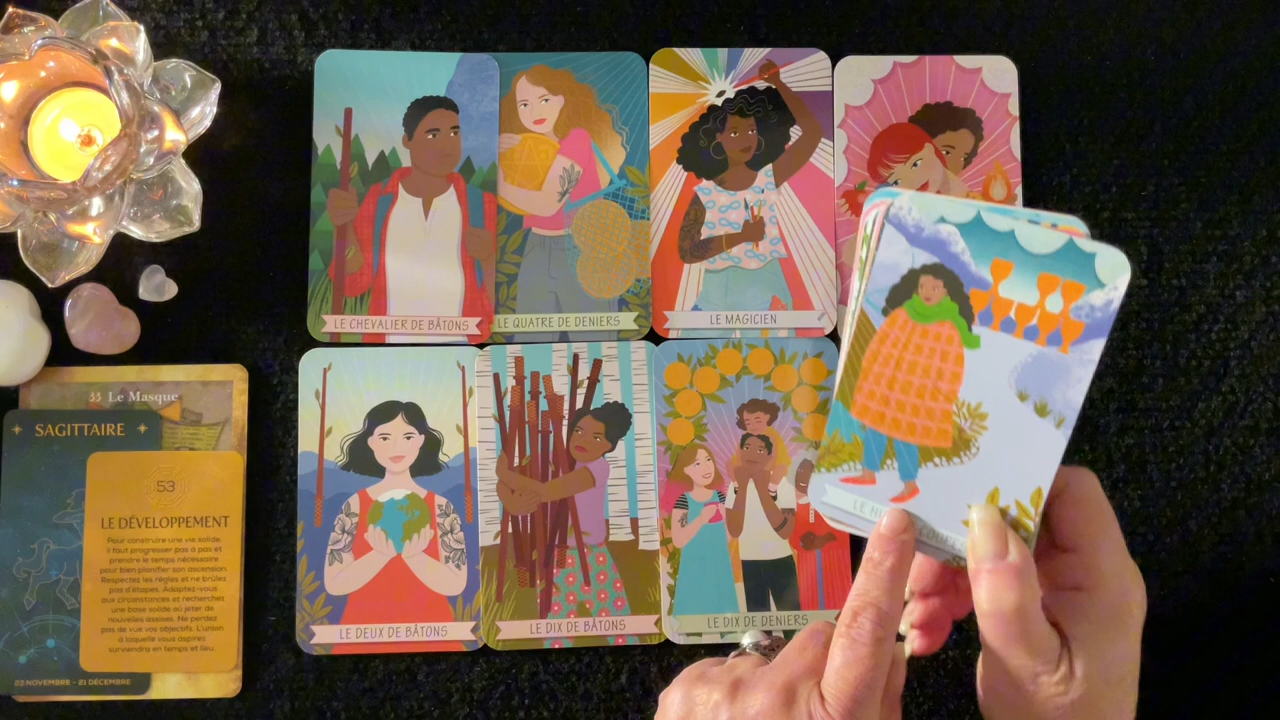 LE CHEVALIER DE BÂTONS
LE QUATRE DE DENIERS
LE MAGICIEN
LE DEUX DE BÂTONS
LE DIX DE BÂTONS
LE DIX DE DENIERS
LE
33 Le Masque
SAGITTAIRE
53
LE DÉVELOPPEMENT
Pour construire une vie solide,
il faut progresser pas à pas et
prendre le temps nécessaire
pour bien planifier son ascension.
Respectez les règles et ne brûlez
pas d'étapes. Adaptez-vous
aux circonstances et recherchez
une base solide où jeter de
nouvelles assises. Ne perdez
pas de vue vos objectifs. L'union
à laquelle vous aspirez
surviendra en temps et lieu.
23 NOVEMBRE - 21 DÉCEMBRE